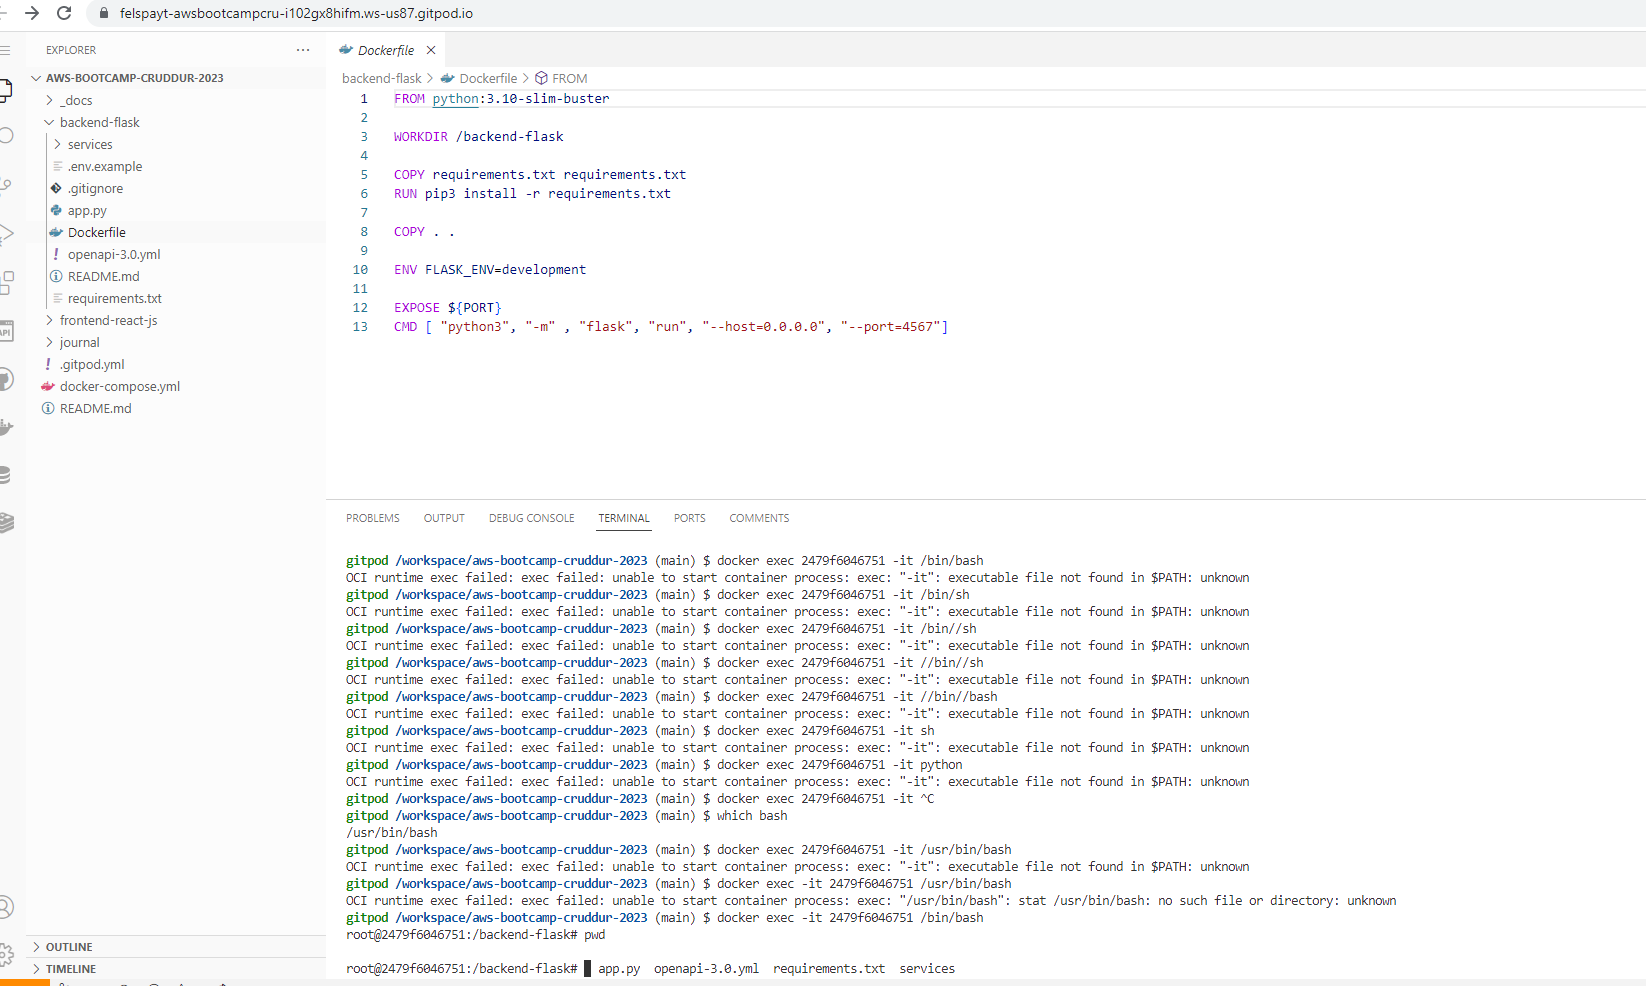 felspayt-awsbootcampcru-i102gx8hifm.ws-us87.gitpod.io
EXPLORER
AWS-BOOTCAMP-CRUDDUR-2023
_docs
backend-flask
services
.env.example
.gitignore
app.py
Dockerfile
openapi-3.0.yml
README.md
requirements.txt
frontend-react-js
journal
.gitpod.yml
docker-compose.yml
README.md
OUTLINE
TIMELINE
API
Dockerfile
backend-flask > Dockerfile > FROM
1 FROM python:3.10-slim-buster
2
3 WORKDIR /backend-flask
4
5 COPY requirements.txt requirements.txt
6 RUN pip3 install -r requirements.txt
7
8 COPY . .
9
10 ENV FLASK_ENV=development
11
12 EXPOSE ${PORT}
13 CMD [ "python3", "-m" , "flask", "run", "--host=0.0.0.0", "--port=4567"]
PROBLEMS OUTPUT DEBUG CONSOLE TERMINAL PORTS COMMENTS
gitpod /workspace/aws-bootcamp-cruddur-2023 (main) $ docker exec 2479f6046751 -it /bin/bash
OCI runtime exec failed: exec failed: unable to start container process: exec: "-it": executable file not found in $PATH: unknown
gitpod /workspace/aws-bootcamp-cruddur-2023 (main) $ docker exec 2479f6046751 -it /bin/sh
OCI runtime exec failed: exec failed: unable to start container process: exec: "-it": executable file not found in $PATH: unknown
gitpod /workspace/aws-bootcamp-cruddur-2023 (main) $ docker exec 2479f6046751 -it /bin//sh
OCI runtime exec failed: exec failed: unable to start container process: exec: "-it": executable file not found in $PATH: unknown
gitpod /workspace/aws-bootcamp-cruddur-2023 (main) $ docker exec 2479f6046751 -it //bin//sh
OCI runtime exec failed: exec failed: unable to start container process: exec: "-it": executable file not found in $PATH: unknown
gitpod /workspace/aws-bootcamp-cruddur-2023 (main) $ docker exec 2479f6046751 -it //bin//bash
OCI runtime exec failed: exec failed: unable to start container process: exec: "-it": executable file not found in $PATH: unknown
gitpod /workspace/aws-bootcamp-cruddur-2023 (main) $ docker exec 2479f6046751 -it sh
OCI runtime exec failed: exec failed: unable to start container process: exec: "-it": executable file not found in $PATH: unknown
gitpod /workspace/aws-bootcamp-cruddur-2023 (main) $ docker exec 2479f6046751 -it python
OCI runtime exec failed: exec failed: unable to start container process: exec: "-it": executable file not found in $PATH: unknown
gitpod /workspace/aws-bootcamp-cruddur-2023 (main) $ docker exec 2479f6046751 -it ^C
gitpod /workspace/aws-bootcamp-cruddur-2023 (main) $ which bash
/usr/bin/bash
gitpod /workspace/aws-bootcamp-cruddur-2023 (main) $ docker exec 2479f6046751 -it /usr/bin/bash
OCI runtime exec failed: exec failed: unable to start container process: exec: "-it": executable file not found in $PATH: unknown
gitpod /workspace/aws-bootcamp-cruddur-2023 (main) $ docker exec -it 2479f6046751 /usr/bin/bash
OCI runtime exec failed: exec failed: unable to start container process: exec: "/usr/bin/bash": stat /usr/bin/bash: no such file or directory: unknown
gitpod /workspace/aws-bootcamp-cruddur-2023 (main) $ docker exec -it 2479f6046751 /bin/bash
root@2479f6046751:/backend-flask# pwd
root@2479f6046751:/backend-flask# app.py openapi-3.0.yml requirements.txt services